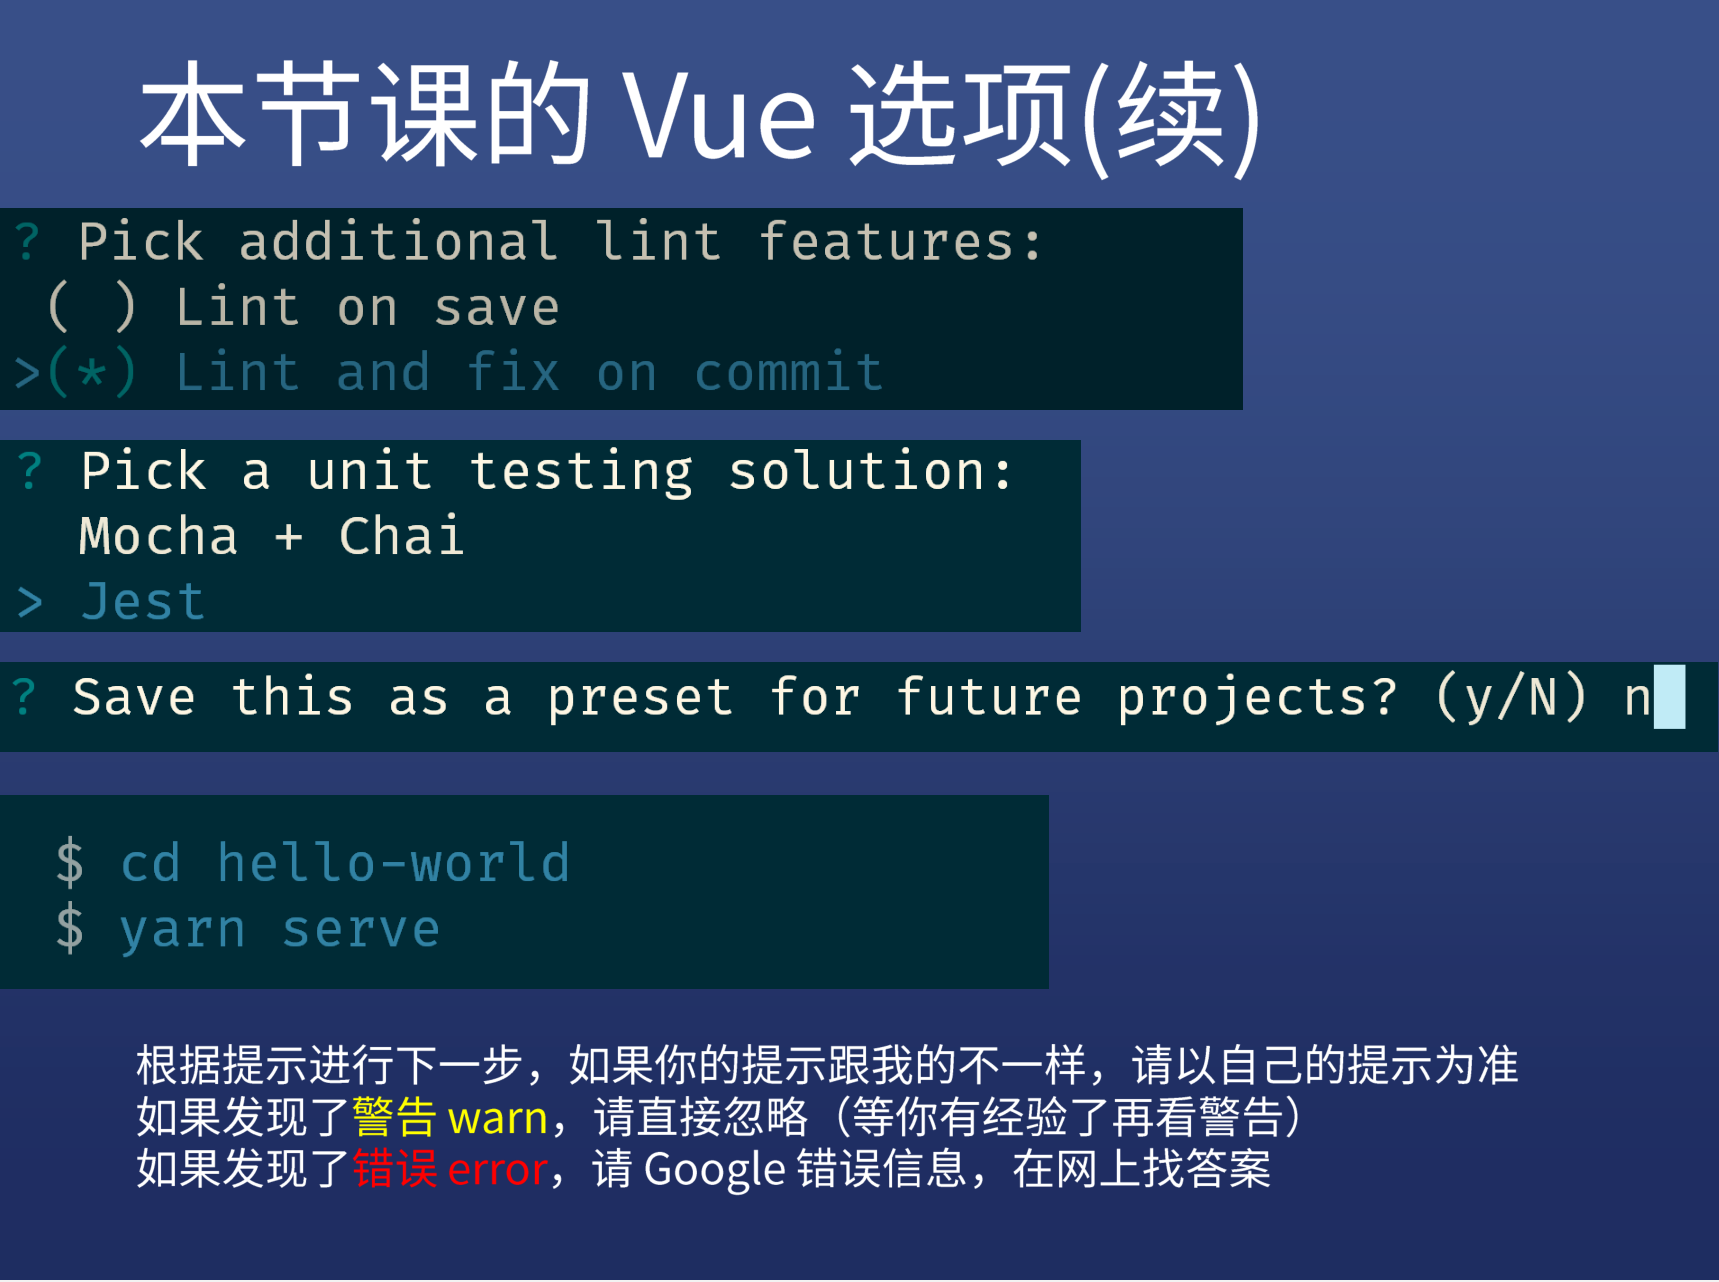 本节课的 Vue 选项(续)
? Pick additional lint features:
( ) Lint on save
>(*) Lint and fix on commit
? Pick a unit testing solution:
Mocha + Chai
> Jest
? Save this as a preset for future projects? (y/N) n
$ cd hello-world
$ yarn serve
根据提示进行下一步，如果你的提示跟我的不一样，请以自己的提示为准
如果发现了警告 warn，请直接忽略（等你有经验了再看警告）
如果发现了错误 error，请 Google 错误信息，在网上找答案